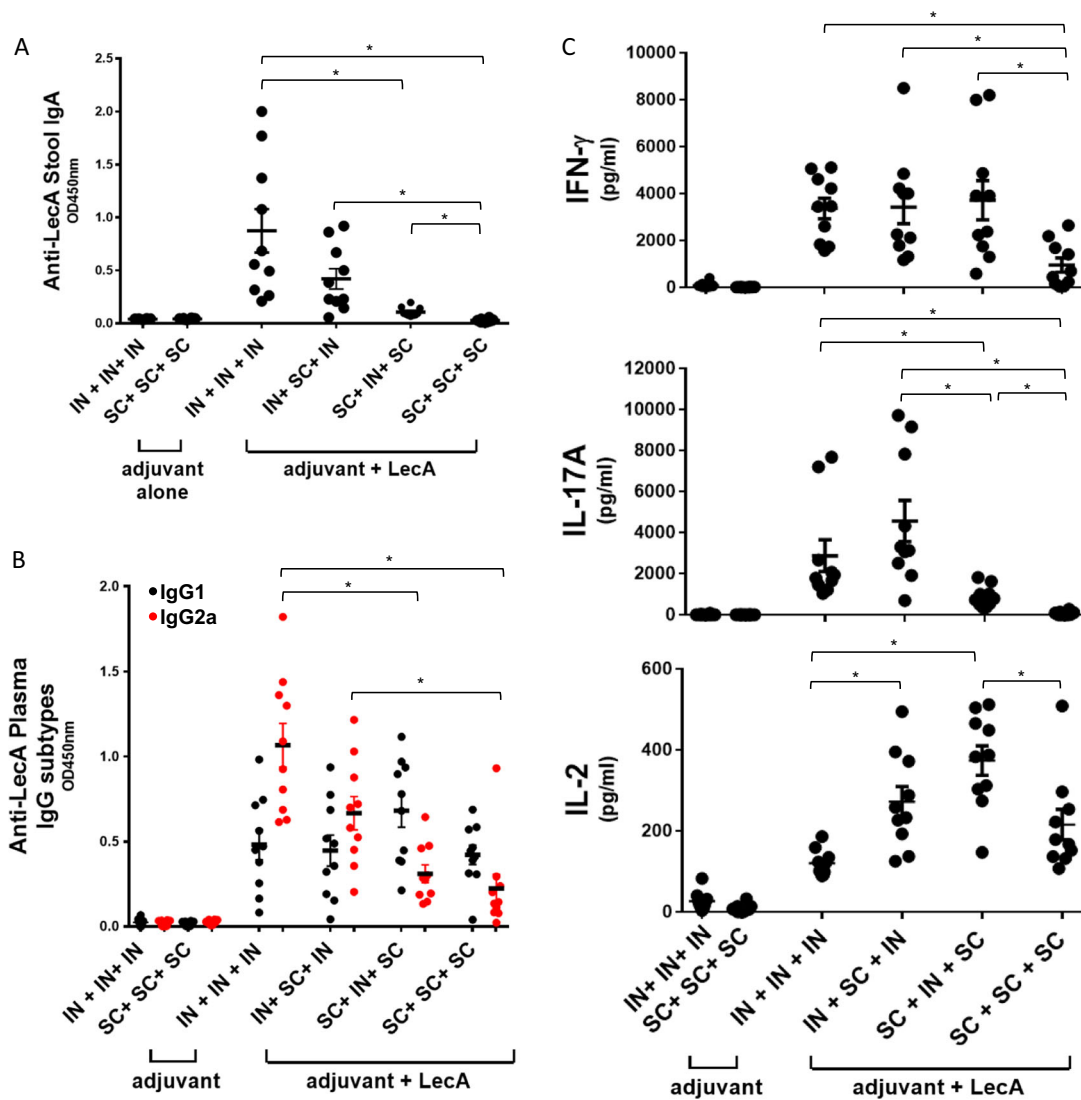 A
Anti-LecA Stool IgA
OD450nm
2.5
2.0
1.5
1.0
0.5
0.0
*
*
*
*
IN + IN+ IN
SC+ SC+ SC
IN + IN + IN
IN+ SC+ IN
SC+ IN+ SC
SC+ SC+ SC
adjuvant
alone
adjuvant + LecA
B
Anti-LecA Plasma
IgG subtypes
OD450nm
IgG1
IgG2a
2.0
1.5
1.0
0.5
0.0
*
*
*
IN + IN+ IN
SC+ SC+ SC
IN + IN + IN
IN+ SC+ IN
SC+ IN+ SC
SC+ SC+ SC
adjuvant
adjuvant + LecA
C
IFN-γ
(pg/ml)
10000
8000
6000
4000
2000
0
*
*
*
IL-17A
(pg/ml)
12000
10000
8000
6000
4000
2000
0
*
*
*
*
*
IL-2
(pg/ml)
600
400
200
0
*
*
*
IN+ IN+ IN
SC+ SC+ SC
IN + IN + IN
IN + SC + IN
SC + IN + SC
SC + SC + SC
adjuvant
adjuvant + LecA